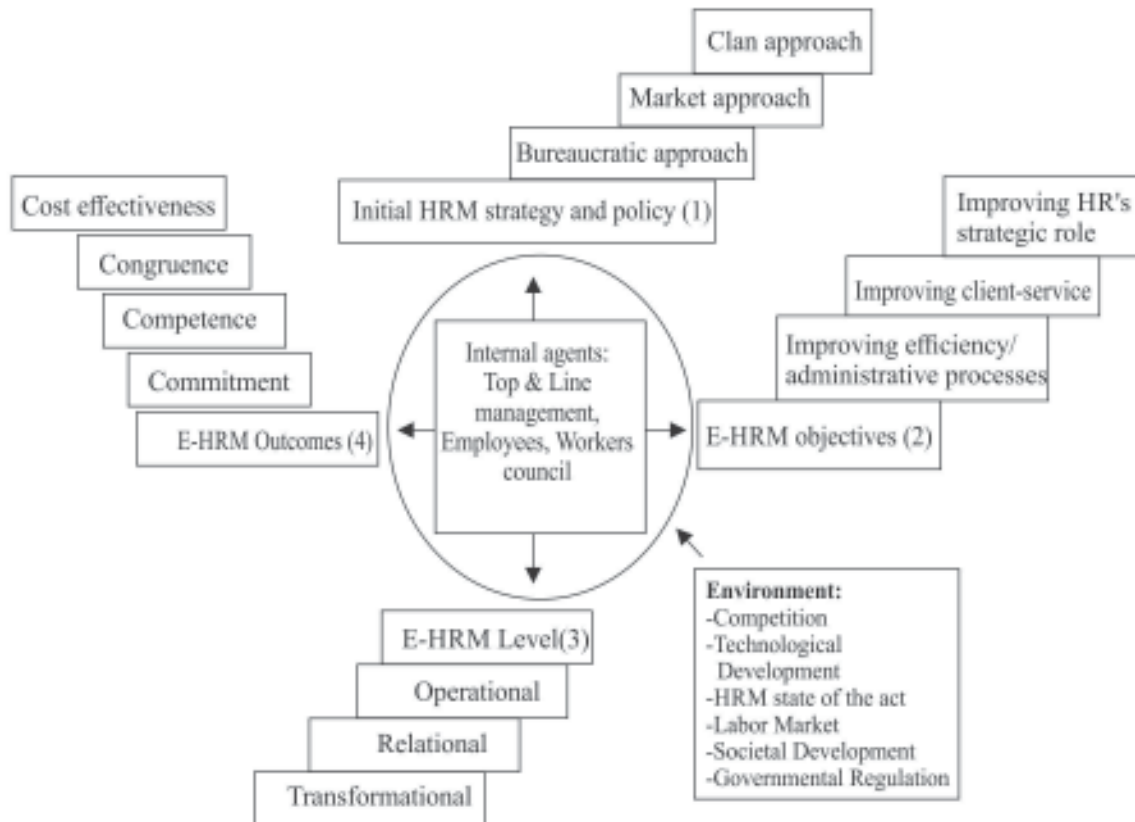 Clan approach
Market approach
Bureaucratic approach
Initial HRM strategy and policy (1)
Cost effectiveness
Congruence
Competence
Commitment
E-HRM Outcomes (4)
Internal agents:
Top & Line
management,
Employees, Workers
council
Improving HR's
strategic role
Improving client-service
Improving efficiency/
administrative processes
E-HRM objectives (2)
E-HRM Level(3)
Operational
Relational
Transformational
Environment:
-Competition
-Technological
Development
-HRM state of the act
-Labor Market
-Societal Development
-Governmental Regulation